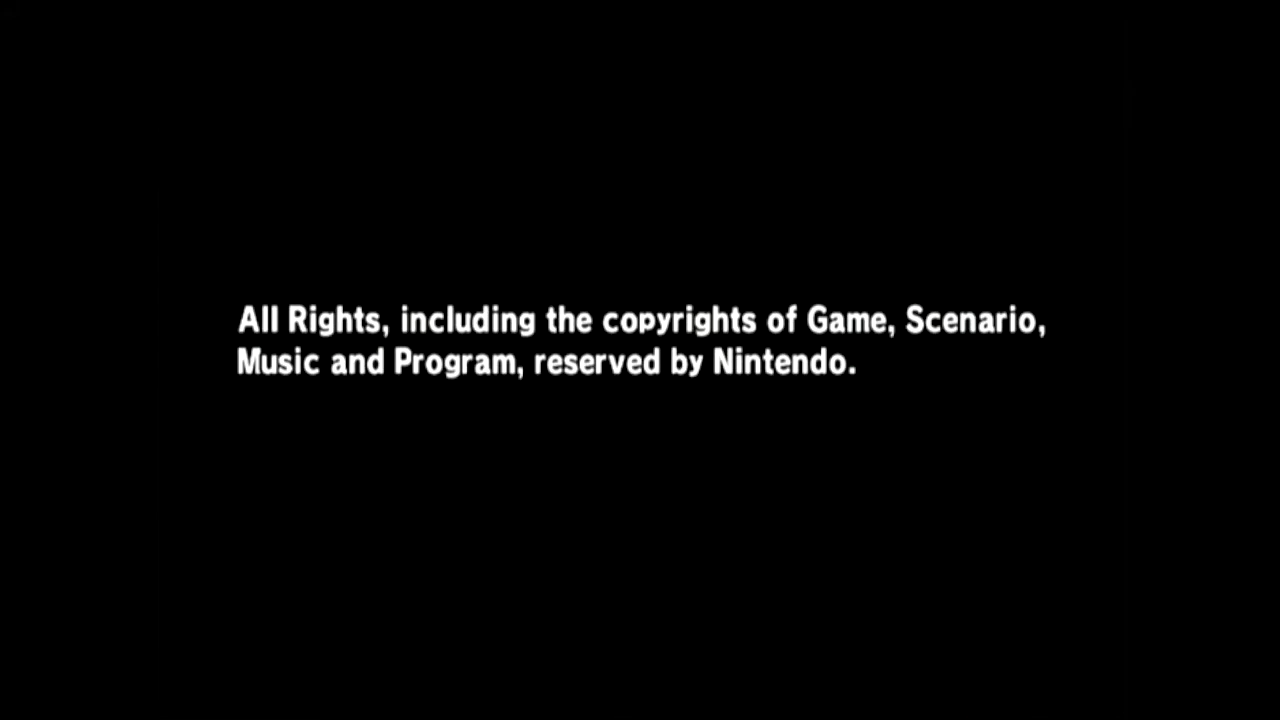 All Rights, including the copyrights of Game, Scenario,
Music and Program, reserved by Nintendo.